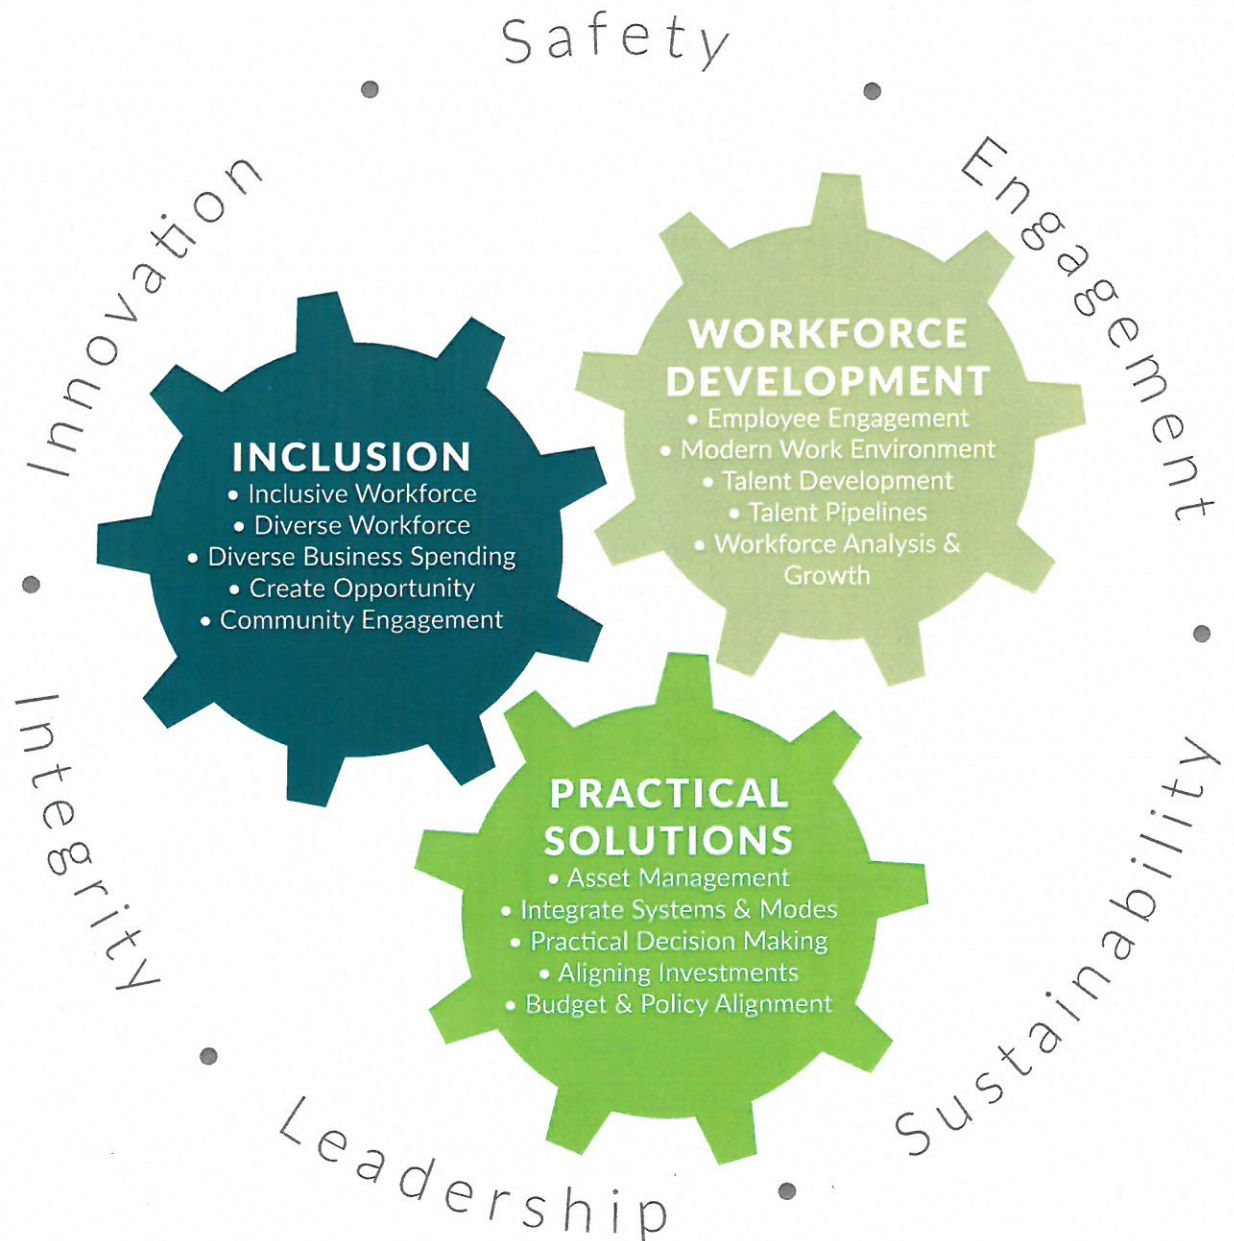 Safety
Engagement
Sustainability
Leadership
Integrity
Innovation
WORKFORCE
DEVELOPMENT
• Employee Engagement
• Modern Work Environment
• Talent Development
• Talent Pipelines
• Workforce Analysis &
Growth
INCLUSION
• Inclusive Workforce
• Diverse Workforce
• Diverse Business Spending
• Create Opportunity
• Community Engagement
PRACTICAL
SOLUTIONS
• Asset Management
• Integrate Systems & Modes
• Practical Decision Making
• Aligning Investments
• Budget & Policy Alignment